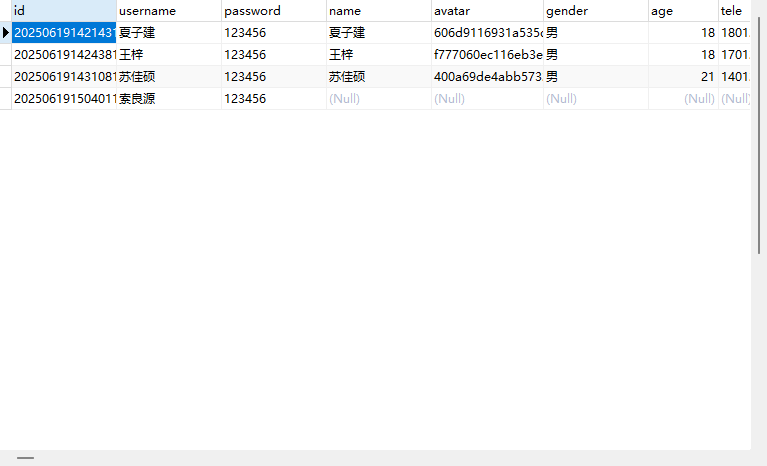 id username password name avatar gender age tele
20250619142143 夏子建 123456 夏子建 606d9116931a535 男 18 1801
20250619142438 王梓 123456 王梓 f777060ec116eb3e 男 18 1701
20250619143108 苏佳硕 123456 苏佳硕 400a69de4abb573 男 21 1401
20250619150401 索良源 123456 (Null) (Null) (Null) (Null) (Null)